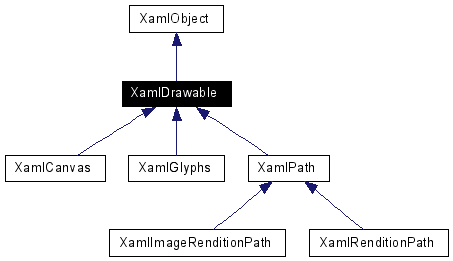 XamlObject
XamlDrawable
XamlCanvas
XamlGlyphs
XamlPath
XamlImageRenditionPath
XamlRenditionPath